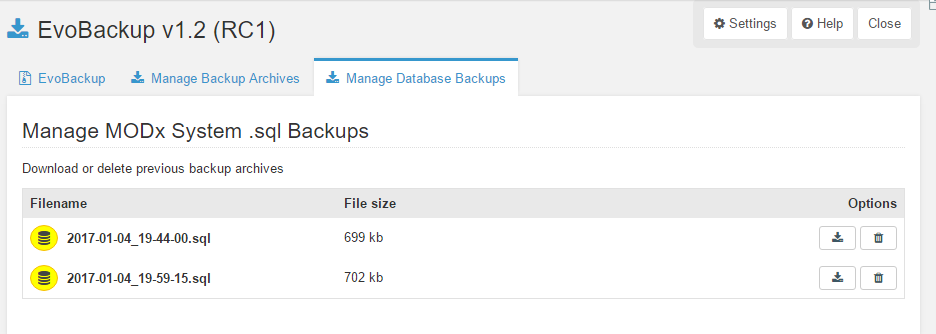 EvoBackup v1.2 (RC1)
Settings
Help
Close
EvoBackup
Manage Backup Archives
Manage Database Backups
Manage MODx System .sql Backups
Download or delete previous backup archives
Filename File size Options
2017-01-04_19-44-00.sql 699 kb
2017-01-04_19-59-15.sql 702 kb